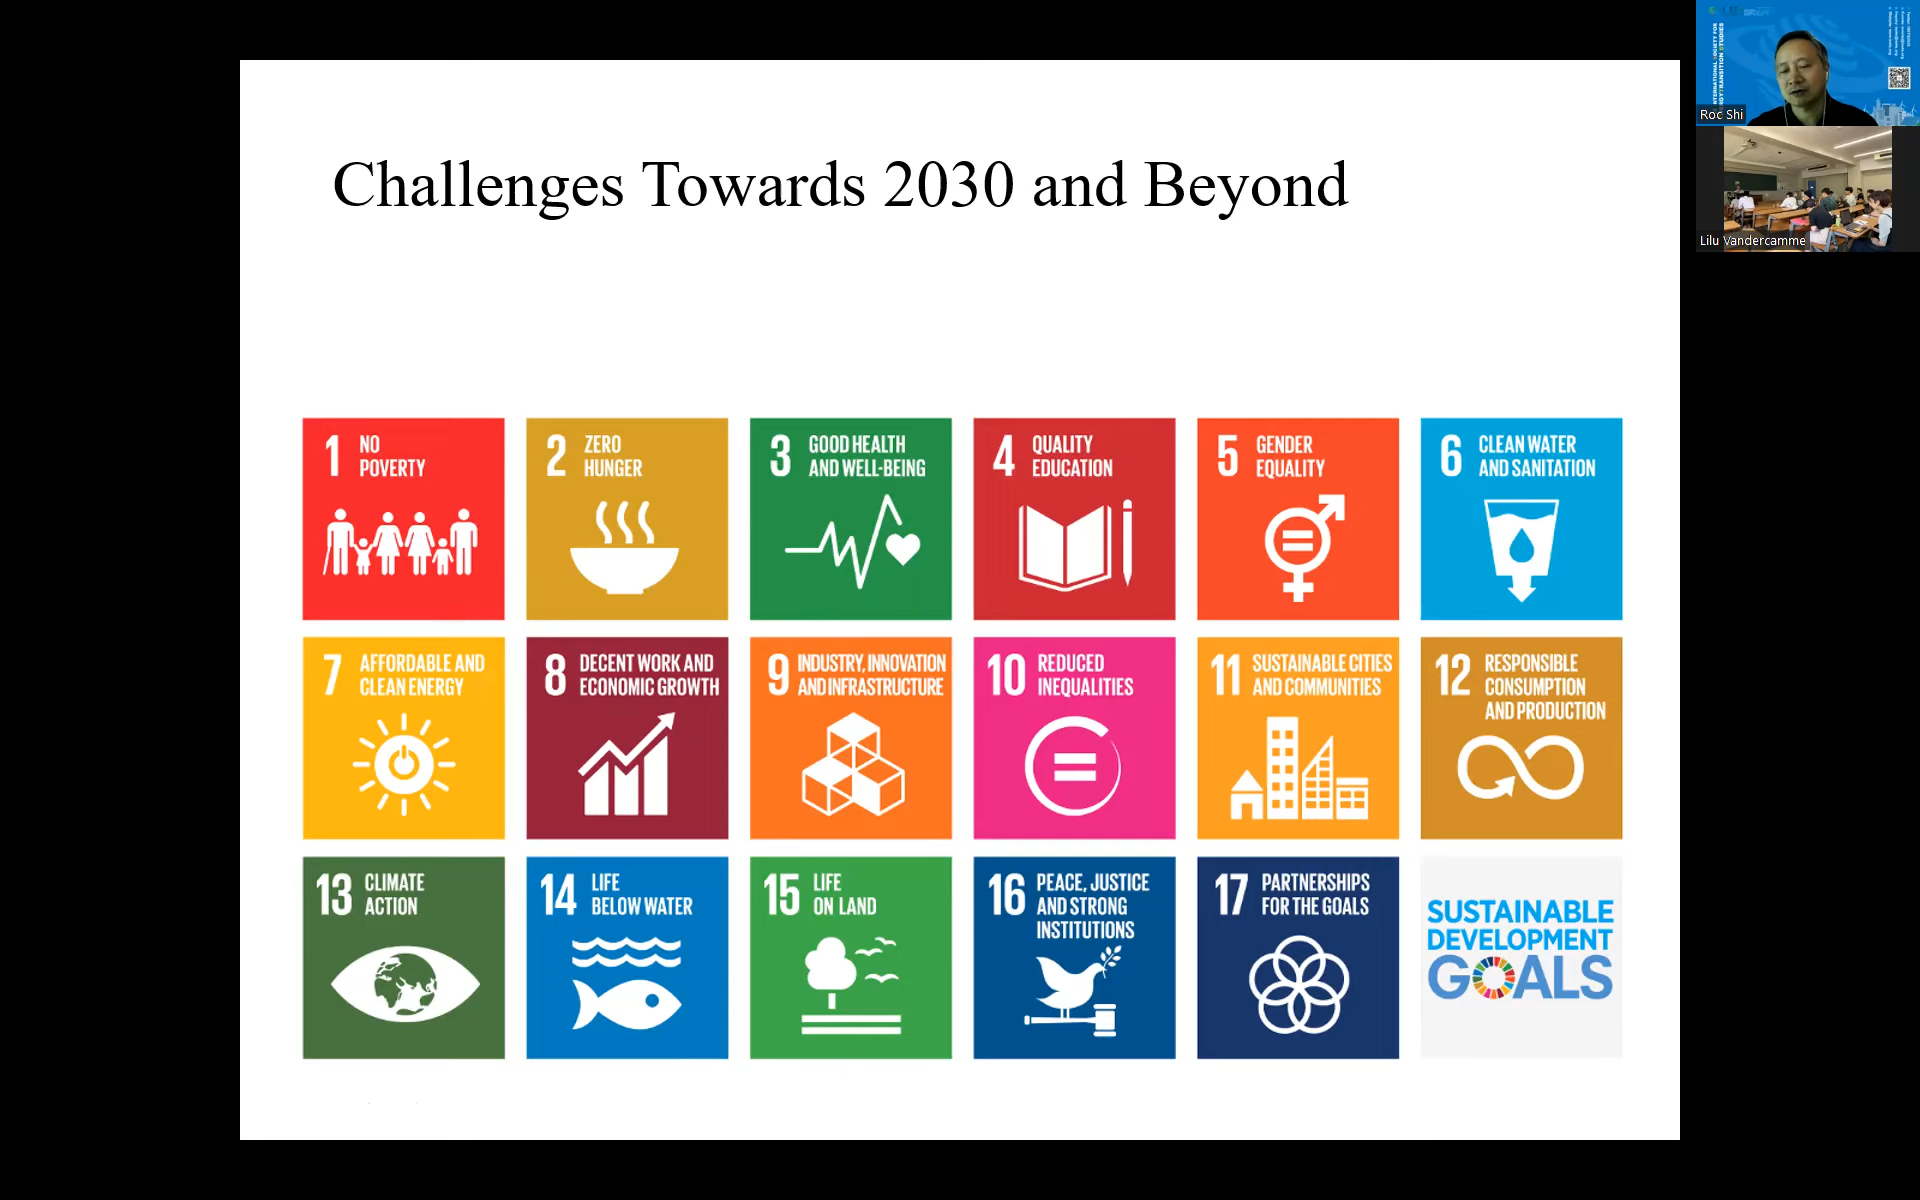 Challenges Towards 2030 and Beyond
1 NO
POVERTY
2 ZERO
HUNGER
3 GOOD HEALTH
AND WELL-BEING
4 QUALITY
EDUCATION
5 GENDER
EQUALITY
6 CLEAN WATER
AND SANITATION
7 AFFORDABLE AND
CLEAN ENERGY
8 DECENT WORK AND
ECONOMIC GROWTH
9 INDUSTRY, INNOVATION
AND INFRASTRUCTURE
10 REDUCED
INEQUALITIES
11 SUSTAINABLE CITIES
AND COMMUNITIES
12 RESPONSIBLE
CONSUMPTION
AND PRODUCTION
13 CLIMATE
ACTION
14 LIFE
BELOW WATER
15 LIFE
ON LAND
16 PEACE, JUSTICE
AND STRONG
INSTITUTIONS
17 PARTNERSHIPS
FOR THE GOALS
SUSTAINABLE
DEVELOPMENT
GOALS
Roc Shi
Lilu Vandercamme